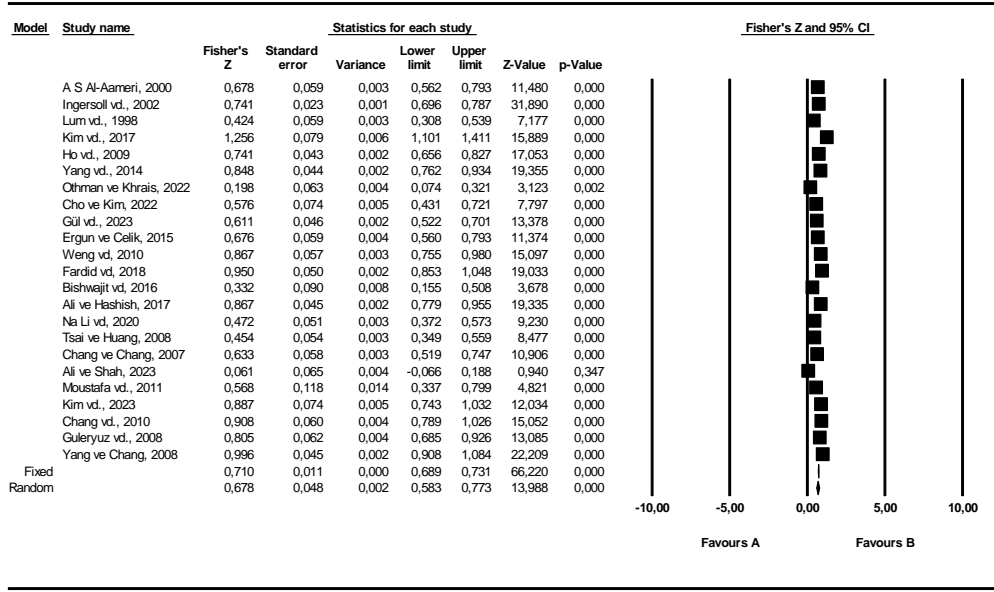 Model Study name Statistics for each study Fisher's Z and 95% CI
Fisher's Standard Lower Upper
Z error Variance limit limit Z-Value p-Value
A S Al-Aameri, 2000 0,678 0,059 0,003 0,562 0,793 11,480 0,000
Ingersoll vd., 2002 0,741 0,023 0,001 0,696 0,787 31,890 0,000
Lum vd., 1998 0,424 0,059 0,003 0,308 0,539 7,177 0,000
Kim vd., 2017 1,256 0,079 0,006 1,101 1,411 15,889 0,000
Ho vd., 2009 0,741 0,043 0,002 0,656 0,827 17,053 0,000
Yang vd., 2014 0,848 0,044 0,002 0,762 0,934 19,355 0,000
Othman ve Khrais, 2022 0,198 0,063 0,004 0,074 0,321 3,123 0,002
Cho ve Kim, 2022 0,576 0,074 0,005 0,431 0,721 7,797 0,000
Gül vd., 2023 0,611 0,046 0,002 0,522 0,701 13,378 0,000
Ergun ve Celik, 2015 0,676 0,059 0,004 0,560 0,793 11,374 0,000
Weng vd, 2010 0,867 0,057 0,003 0,755 0,980 15,097 0,000
Fardid vd, 2018 0,950 0,050 0,002 0,853 1,048 19,033 0,000
Bishwajit vd, 2016 0,332 0,090 0,008 0,155 0,508 3,678 0,000
Ali ve Hashish, 2017 0,867 0,045 0,002 0,779 0,955 19,335 0,000
Na Li vd, 2020 0,472 0,051 0,003 0,372 0,573 9,230 0,000
Tsai ve Huang, 2008 0,454 0,054 0,003 0,349 0,559 8,477 0,000
Chang ve Chang, 2007 0,633 0,058 0,003 0,519 0,747 10,906 0,000
Ali ve Shah, 2023 0,061 0,065 0,004 -0,066 0,188 0,940 0,347
Moustafa vd., 2011 0,568 0,118 0,014 0,337 0,799 4,821 0,000
Kim vd., 2023 0,887 0,074 0,005 0,743 1,032 12,034 0,000
Chang vd., 2010 0,908 0,060 0,004 0,789 1,026 15,052 0,000
Guleryuz vd., 2008 0,805 0,062 0,004 0,685 0,926 13,085 0,000
Yang ve Chang, 2008 0,996 0,045 0,002 0,908 1,084 22,209 0,000
Fixed 0,710 0,011 0,000 0,689 0,731 66,220 0,000
Random 0,678 0,048 0,002 0,583 0,773 13,988 0,000
-10,00 -5,00 0,00 5,00 10,00
Favours A Favours B